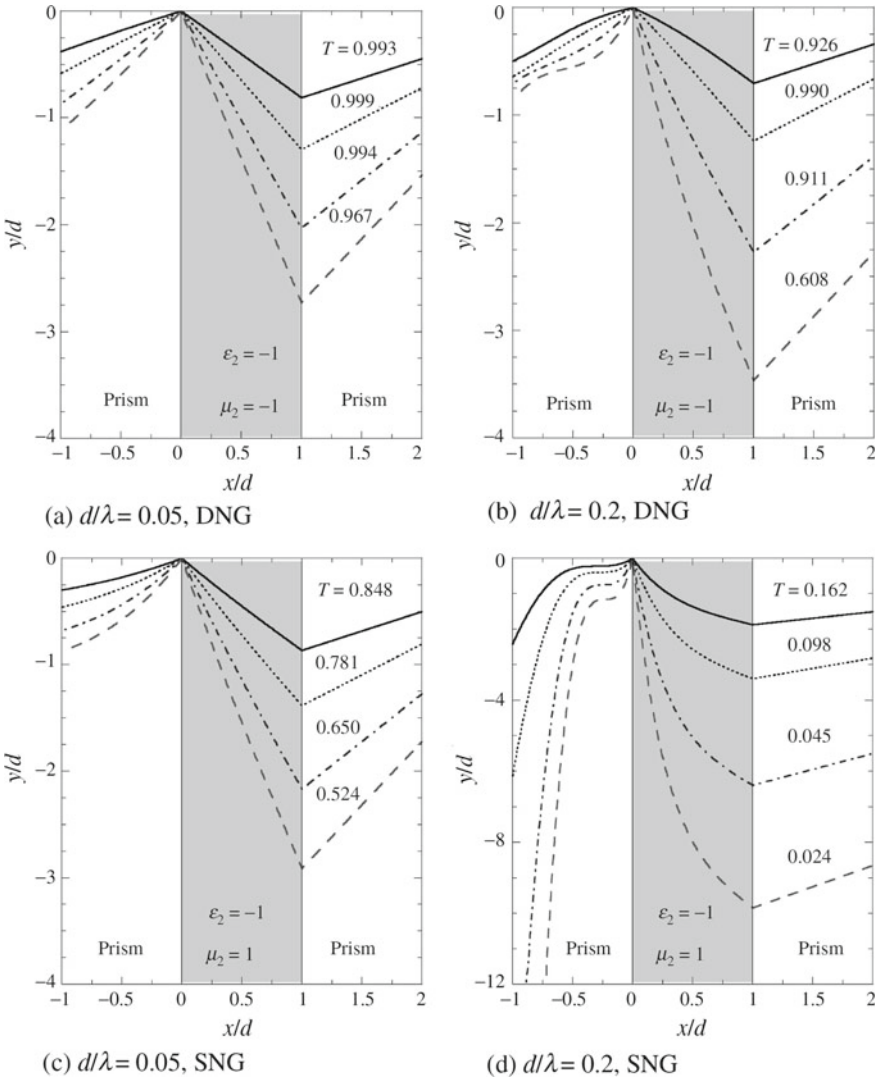 0
−1
−2
−3
−4
y/d
T = 0.993
0.999
0.994
0.967
ε2 = −1
μ2 = −1
Prism
Prism
−1
−0.5
0
0.5
1
1.5
2
x/d
(a) d/λ = 0.05, DNG
0
−1
−2
−3
−4
y/d
T = 0.926
0.990
0.911
0.608
ε2 = −1
μ2 = −1
Prism
Prism
−1
−0.5
0
0.5
1
1.5
2
x/d
(b) d/λ = 0.2, DNG
0
−1
−2
−3
−4
y/d
T = 0.848
0.781
0.650
0.524
ε2 = −1
μ2 = 1
Prism
Prism
−1
−0.5
0
0.5
1
1.5
2
x/d
(c) d/λ = 0.05, SNG
0
−4
−8
−12
y/d
T = 0.162
0.098
0.045
0.024
ε2 = −1
μ2 = 1
Prism
Prism
−1
−0.5
0
0.5
1
1.5
2
x/d
(d) d/λ = 0.2, SNG